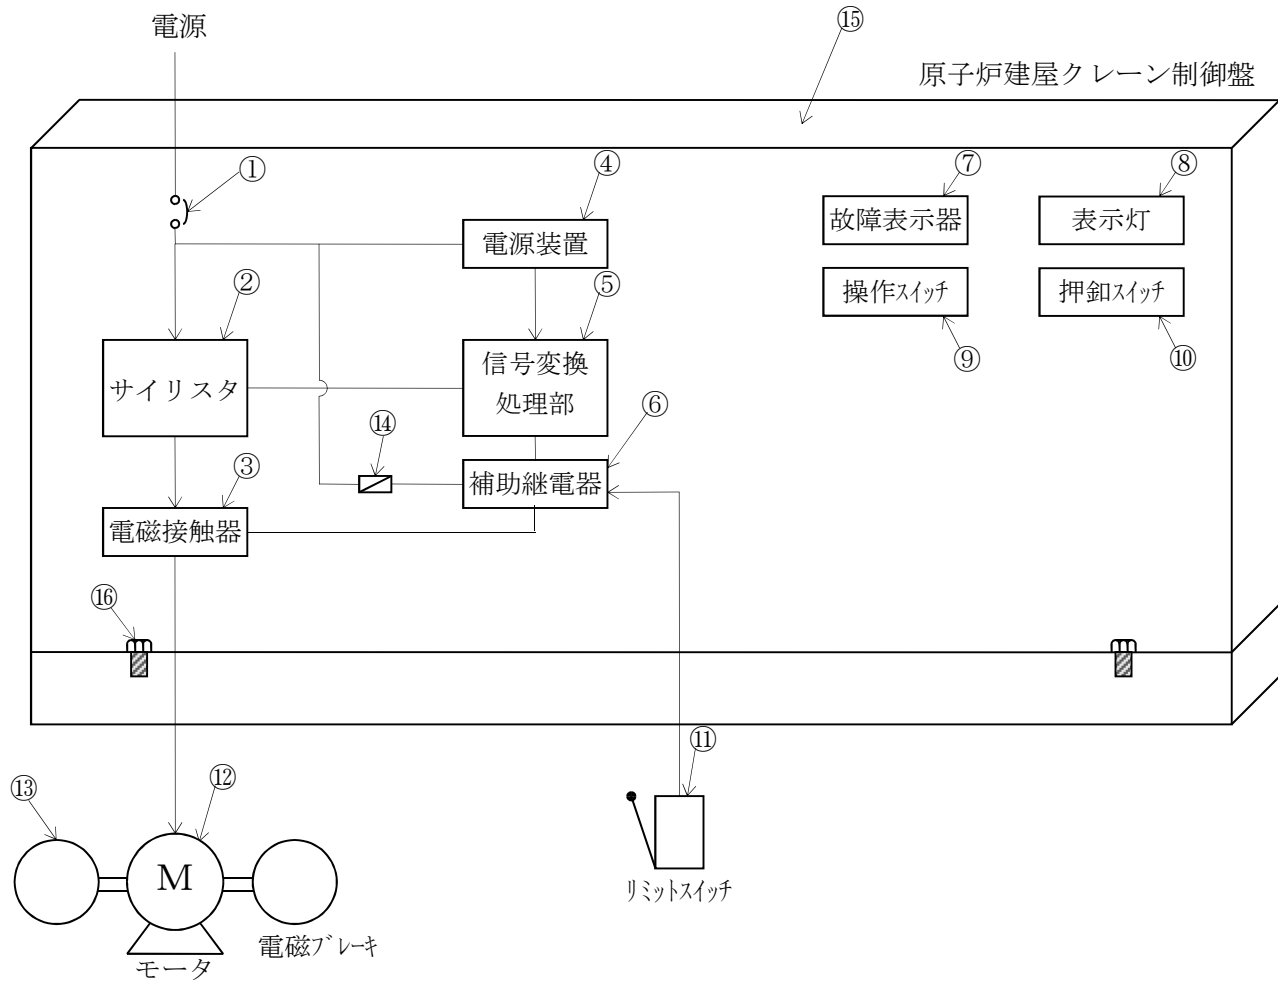 電源
⑮
原子炉建屋クレーン制御盤
①
④
⑦
⑧
電源装置
故障表示器
表示灯
②
⑤
操作スイッチ
押釦スイッチ
サイリスタ
信号変換
処理部
⑨
⑩
⑥
⑭
③
補助継電器
電磁接触器
⑯
⑪
⑬
⑫
M
リミットスイッチ
電磁ブレーキ
モータ